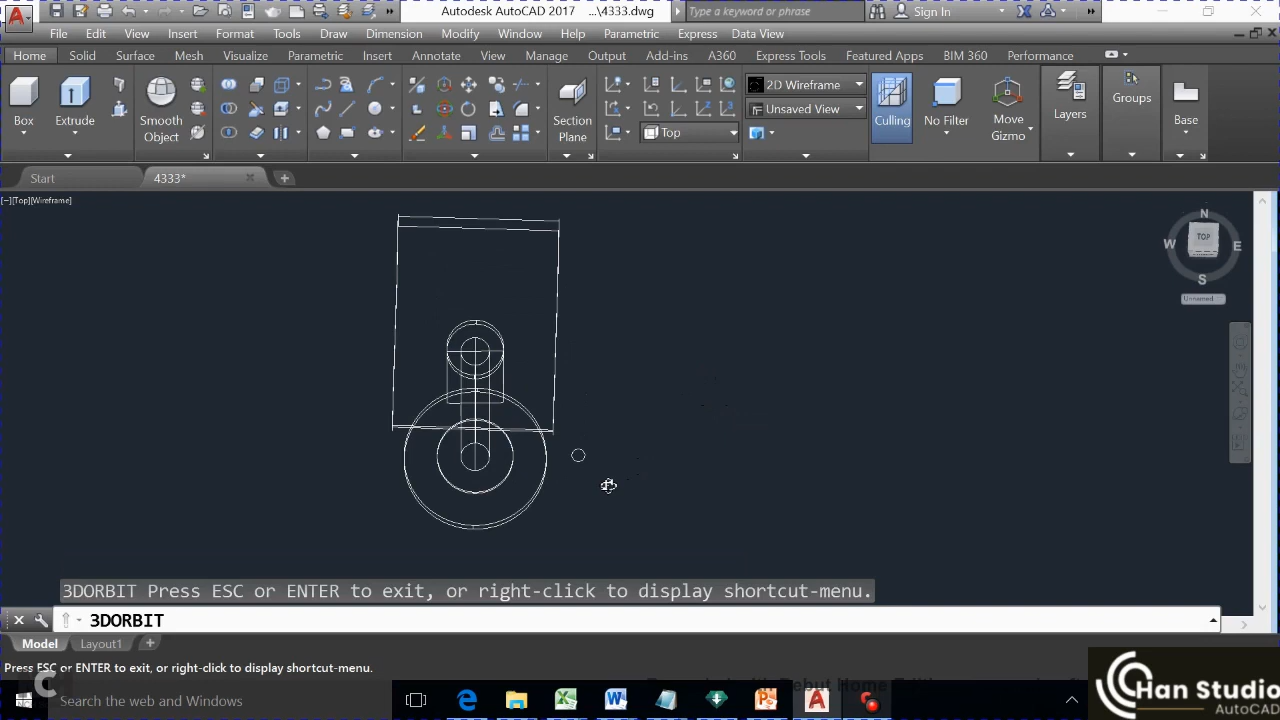 Autodesk AutoCAD 2017 ...\4333.dwg
Type a keyword or phrase
Sign In
File Edit View Insert Format Tools Draw Dimension Modify Window Help Parametric Express Data View
Home Solid Surface Mesh Visualize Parametric Insert Annotate View Manage Output Add-ins A360 Express Tools Featured Apps BIM 360 Performance
2D Wireframe
Unsaved View
Top
Box Extrude Smooth Object Section Plane Culling No Filter Move Gizmo Layers Groups Base
Start 4333*
[−][Top][Wireframe]
N
W TOP E
S
Unnamed
3DORBIT Press ESC or ENTER to exit, or right-click to display shortcut-menu.
3DORBIT
Model Layout1
Press ESC or ENTER to exit, or right-click to display shortcut-menu.
Debut Home Edition
Search the web and Windows
Han Studio
AutoCAD